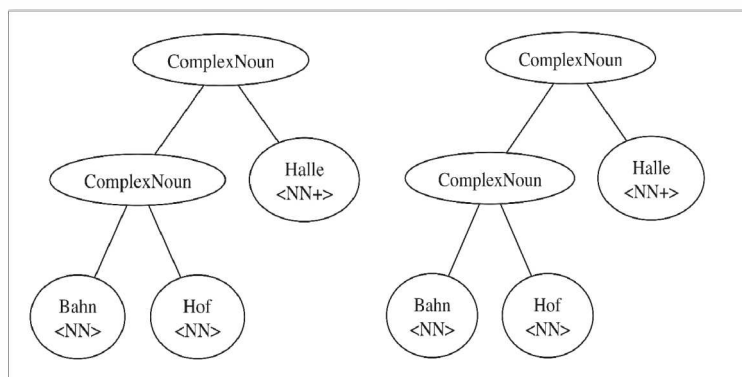 ComplexNoun
ComplexNoun
Halle
<NN+>
Bahn
<NN>
Hof
<NN>
ComplexNoun
ComplexNoun
Halle
<NN+>
Bahn
<NN>
Hof
<NN>